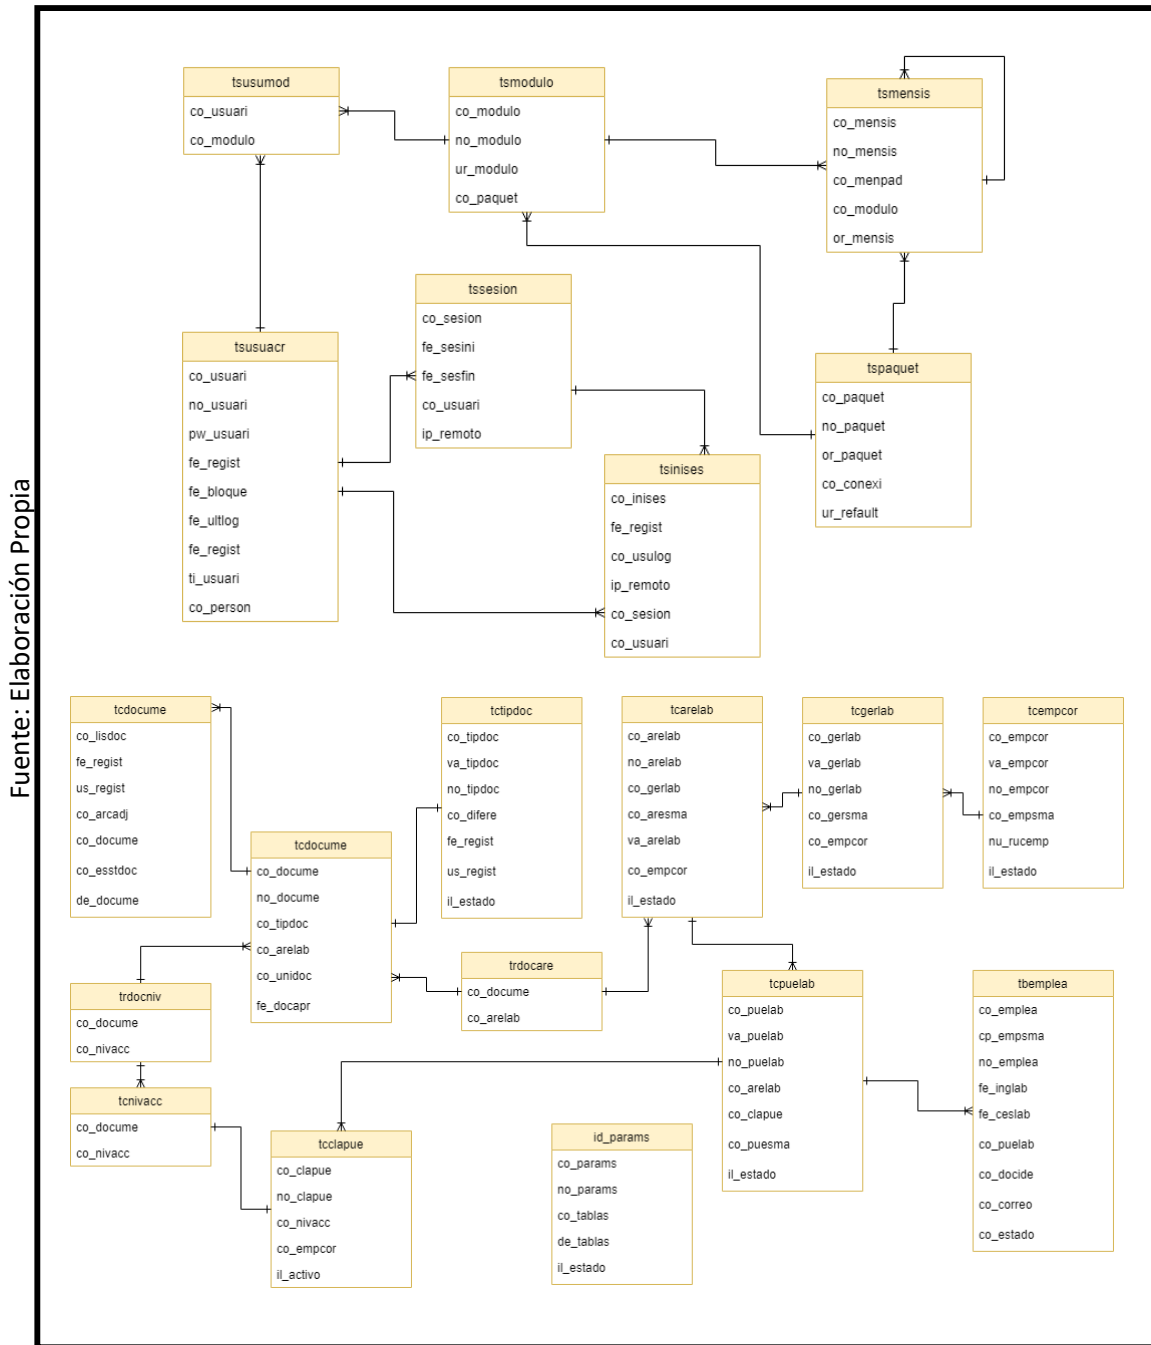 Fuente: Elaboración Propia
tsusumod
co_usuari
co_modulo
tsmodulo
co_modulo
no_modulo
ur_modulo
co_paquet
tsmensis
co_mensis
no_mensis
co_menpad
co_modulo
or_mensis
tssesion
co_sesion
fe_sesini
fe_sesfin
co_usuari
ip_remoto
tsusuacr
co_usuari
no_usuari
pw_usuari
fe_regist
fe_bloque
fe_ultlog
fe_regist
ti_usuari
co_person
tspaquet
co_paquet
no_paquet
or_paquet
co_conexi
ur_refault
tsinises
co_inises
fe_regist
co_usulog
ip_remoto
co_sesion
co_usuari
tcdocume
co_lisdoc
fe_regist
us_regist
co_arcadj
co_docume
co_esstdoc
de_docume
tctipdoc
co_tipdoc
va_tipdoc
no_tipdoc
co_difere
fe_regist
us_regist
il_estado
tcarelab
co_arelab
no_arelab
co_gerlab
co_aresma
va_arelab
co_empcor
il_estado
tcgerlab
co_gerlab
va_gerlab
no_gerlab
co_gersma
co_empcor
il_estado
tcempcor
co_empcor
va_empcor
no_empcor
co_empsma
nu_rucemp
il_estado
tcdocume
co_docume
no_docume
co_tipdoc
co_arelab
co_unidoc
fe_docapr
trdocare
co_docume
co_arelab
trdocniv
co_docume
co_nivacc
tcpuelab
co_puelab
va_puelab
no_puelab
co_arelab
co_clapue
co_puesma
il_estado
tbemplea
co_emplea
cp_empsma
no_emplea
fe_inglab
fe_ceslab
co_puelab
co_docide
co_correo
co_estado
tcnivacc
co_docume
co_nivacc
tcclapue
co_clapue
no_clapue
co_nivacc
co_empcor
il_activo
id_params
co_params
no_params
co_tablas
de_tablas
il_estado